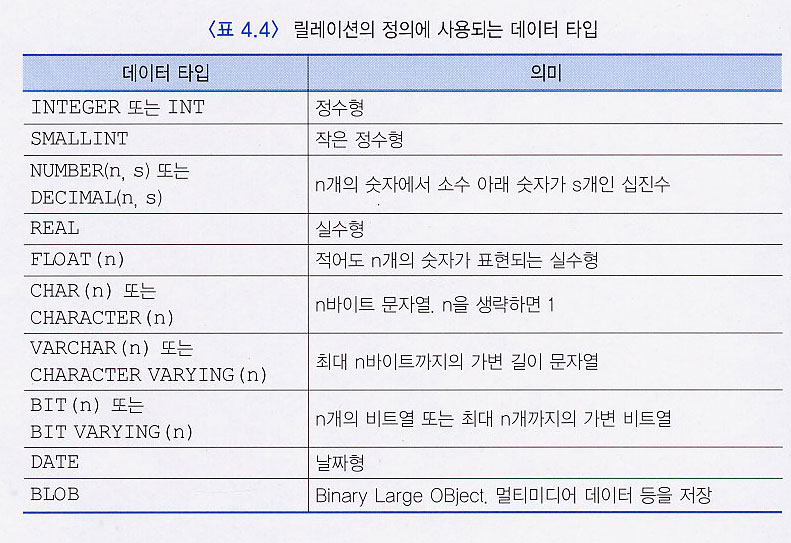 〈표 4.4〉 릴레이션의 정의에 사용되는 데이터 타입
데이터 타입 의미
INTEGER 또는 INT 정수형
SMALLINT 작은 정수형
NUMBER(n, s) 또는
DECIMAL(n, s)
n개의 숫자에서 소수 아래 숫자가 s개인 십진수
REAL 실수형
FLOAT(n) 적어도 n개의 숫자가 표현되는 실수형
CHAR(n) 또는
CHARACTER(n)
n바이트 문자열. n을 생략하면 1
VARCHAR(n) 또는
CHARACTER VARYING(n)
최대 n바이트까지의 가변 길이 문자열
BIT(n) 또는
BIT VARYING(n)
n개의 비트열 또는 최대 n개까지의 가변 비트열
DATE 날짜형
BLOB Binary Large OBject. 멀티미디어 데이터 등을 저장